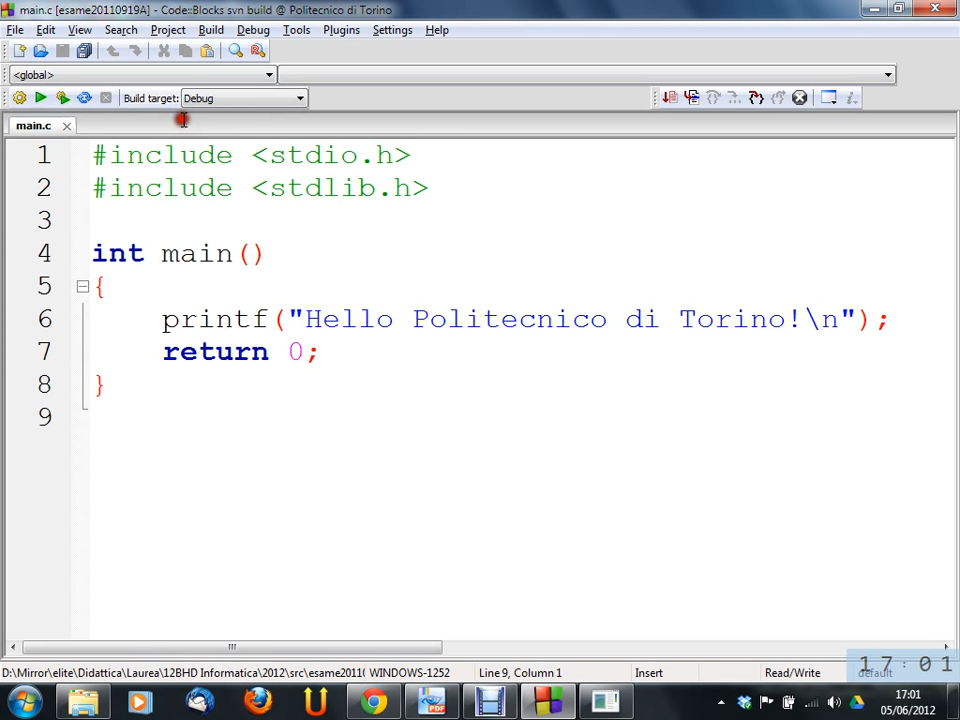 main.c [esame20110919A] - Code::Blocks svn build @ Politecnico di Torino
File Edit View Search Project Build Debug Tools Plugins Settings Help
<global>
Build target: Debug
main.c
1 #include <stdio.h>
2 #include <stdlib.h>
3
4 int main()
5 {
6 printf("Hello Politecnico di Torino!\n");
7 return 0;
8 }
9
D:\Mirror\elite\Didattica\Laurea\12BHD Informatica\2012\src\esame2011( WINDOWS-1252 Line 9, Column 1 Insert Read/Write default
17:01
17:01
05/06/2012